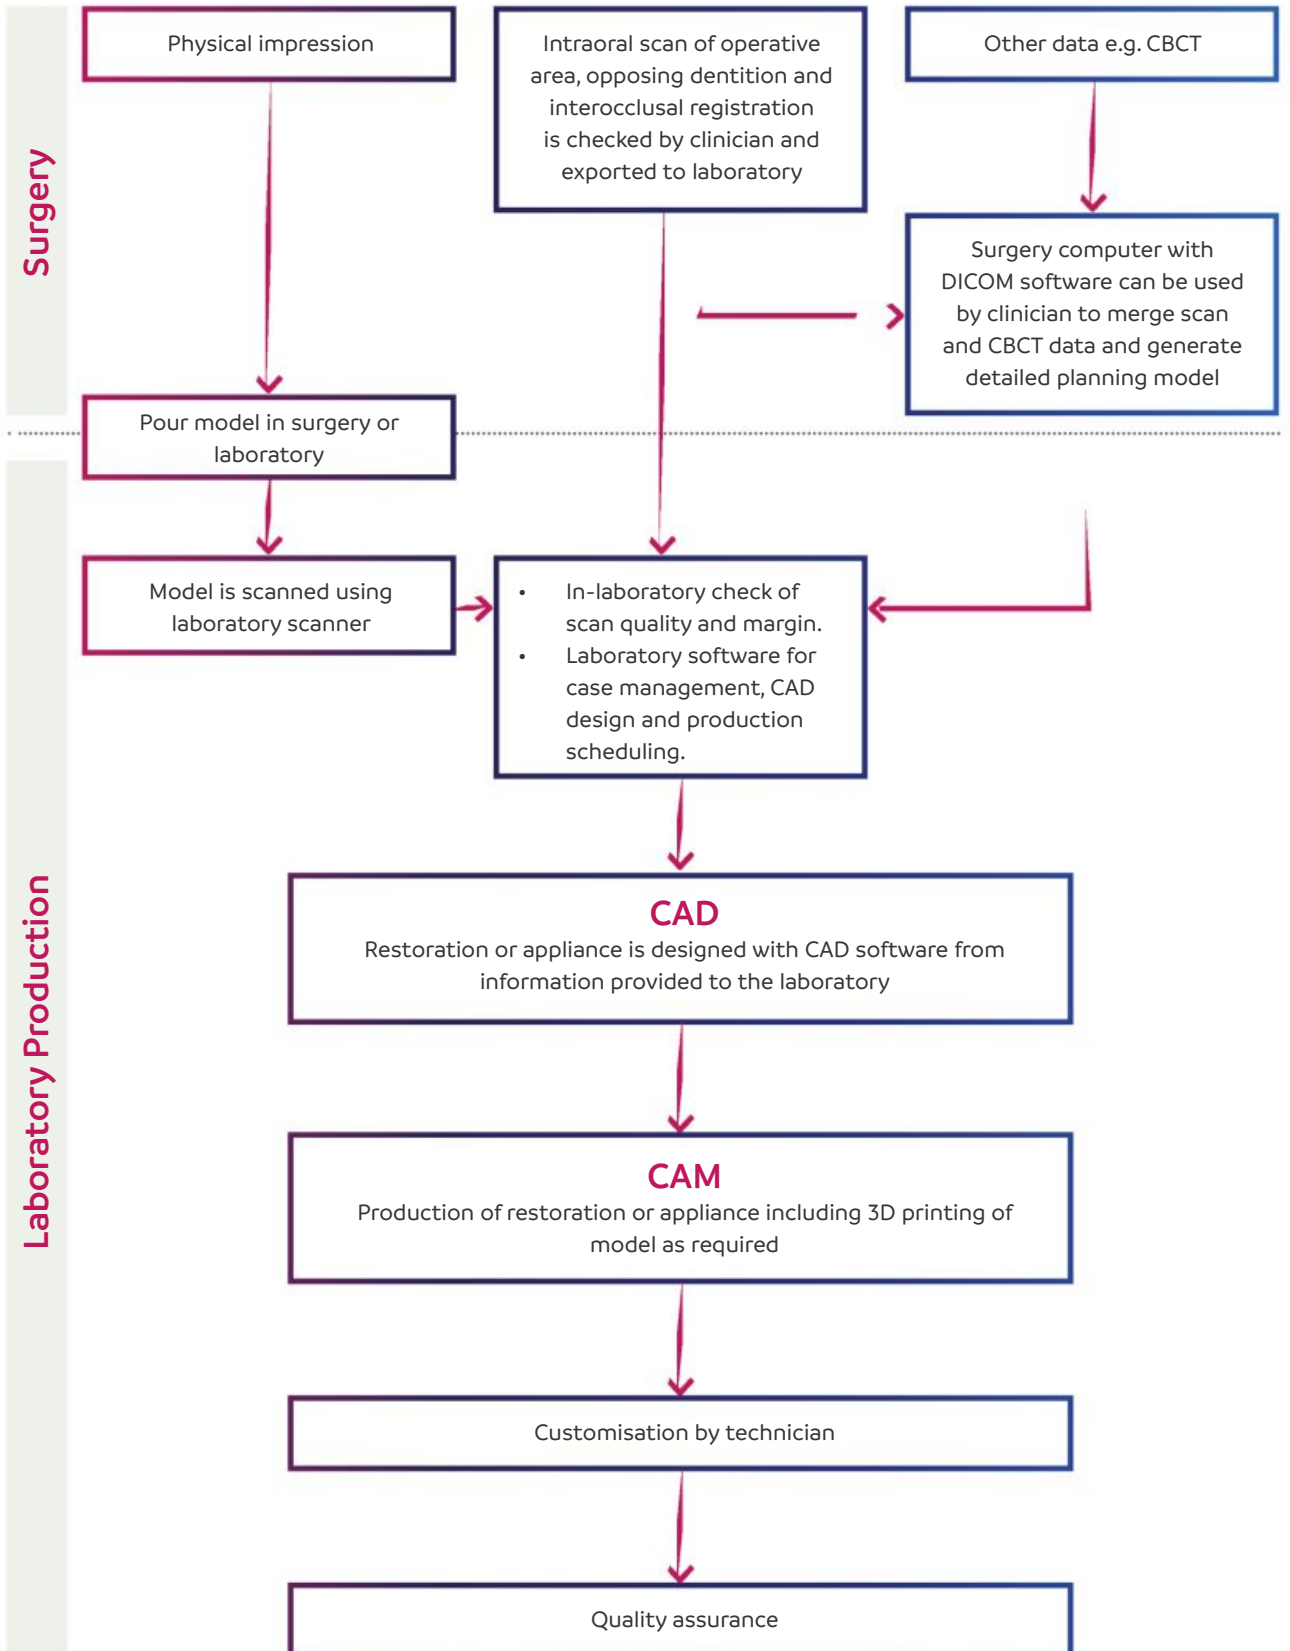 Surgery
Physical impression
Intraoral scan of operative
area, opposing dentition and
interocclusal registration
is checked by clinician and
exported to laboratory
Other data e.g. CBCT
Surgery computer with
DICOM software can be used
by clinician to merge scan
and CBCT data and generate
detailed planning model
Pour model in surgery or
laboratory
Laboratory Production
Model is scanned using
laboratory scanner
• In-laboratory check of
scan quality and margin.
• Laboratory software for
case management, CAD
design and production
scheduling.
CAD
Restoration or appliance is designed with CAD software from
information provided to the laboratory
CAM
Production of restoration or appliance including 3D printing of
model as required
Customisation by technician
Quality assurance